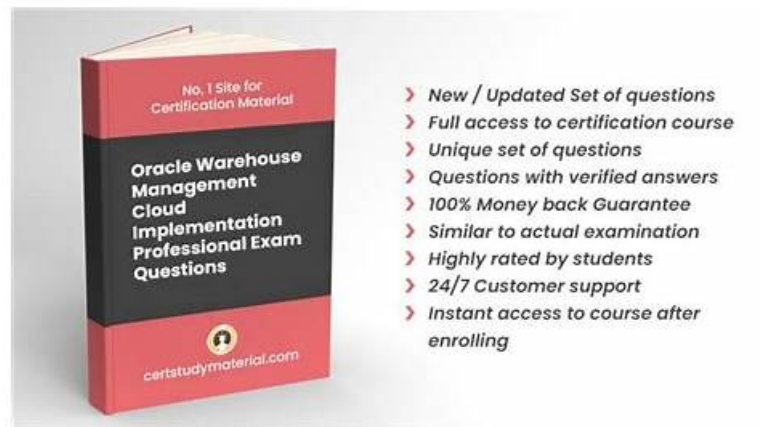 No. 1 Site for
Certification Material
Oracle Warehouse
Management
Cloud
Implementation
Professional Exam
Questions
certstudymaterial.com
New / Updated Set of questions
Full access to certification course
Unique set of questions
Questions with verified answers
100% Money back Guarantee
Similar to actual examination
Highly rated by students
24/7 Customer support
Instant access to course after
enrolling